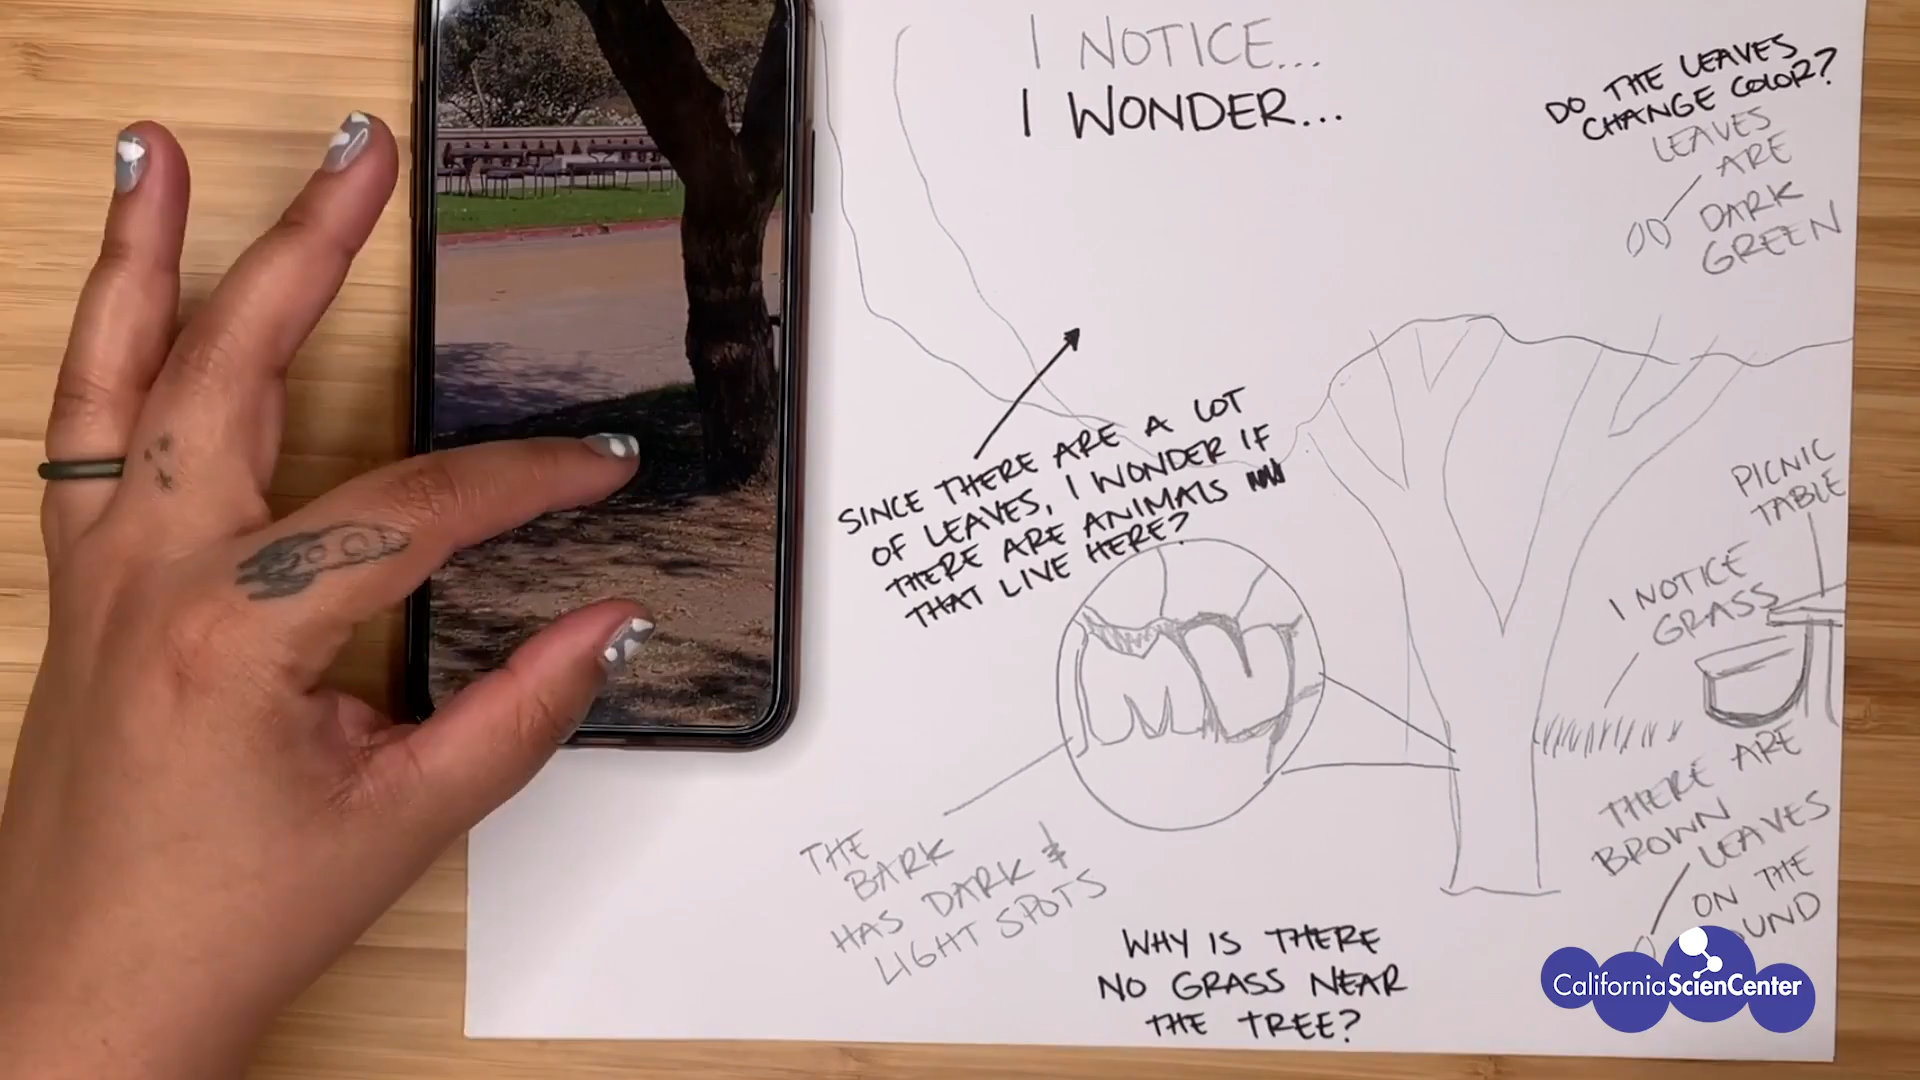 I NOTICE...
I WONDER...
DO THE LEAVES
CHANGE COLOR?
LEAVES
ARE
DARK
GREEN
SINCE THERE ARE A LOT
OF LEAVES, I WONDER IF
THERE ARE ANIMALS
THAT LIVE HERE?
PICNIC
TABLE
I NOTICE
GRASS
THERE ARE
BROWN
LEAVES
ON THE
THE
BARK
HAS DARK &
LIGHT SPOTS
WHY IS THERE
NO GRASS NEAR
THE TREE?
California ScienCenter